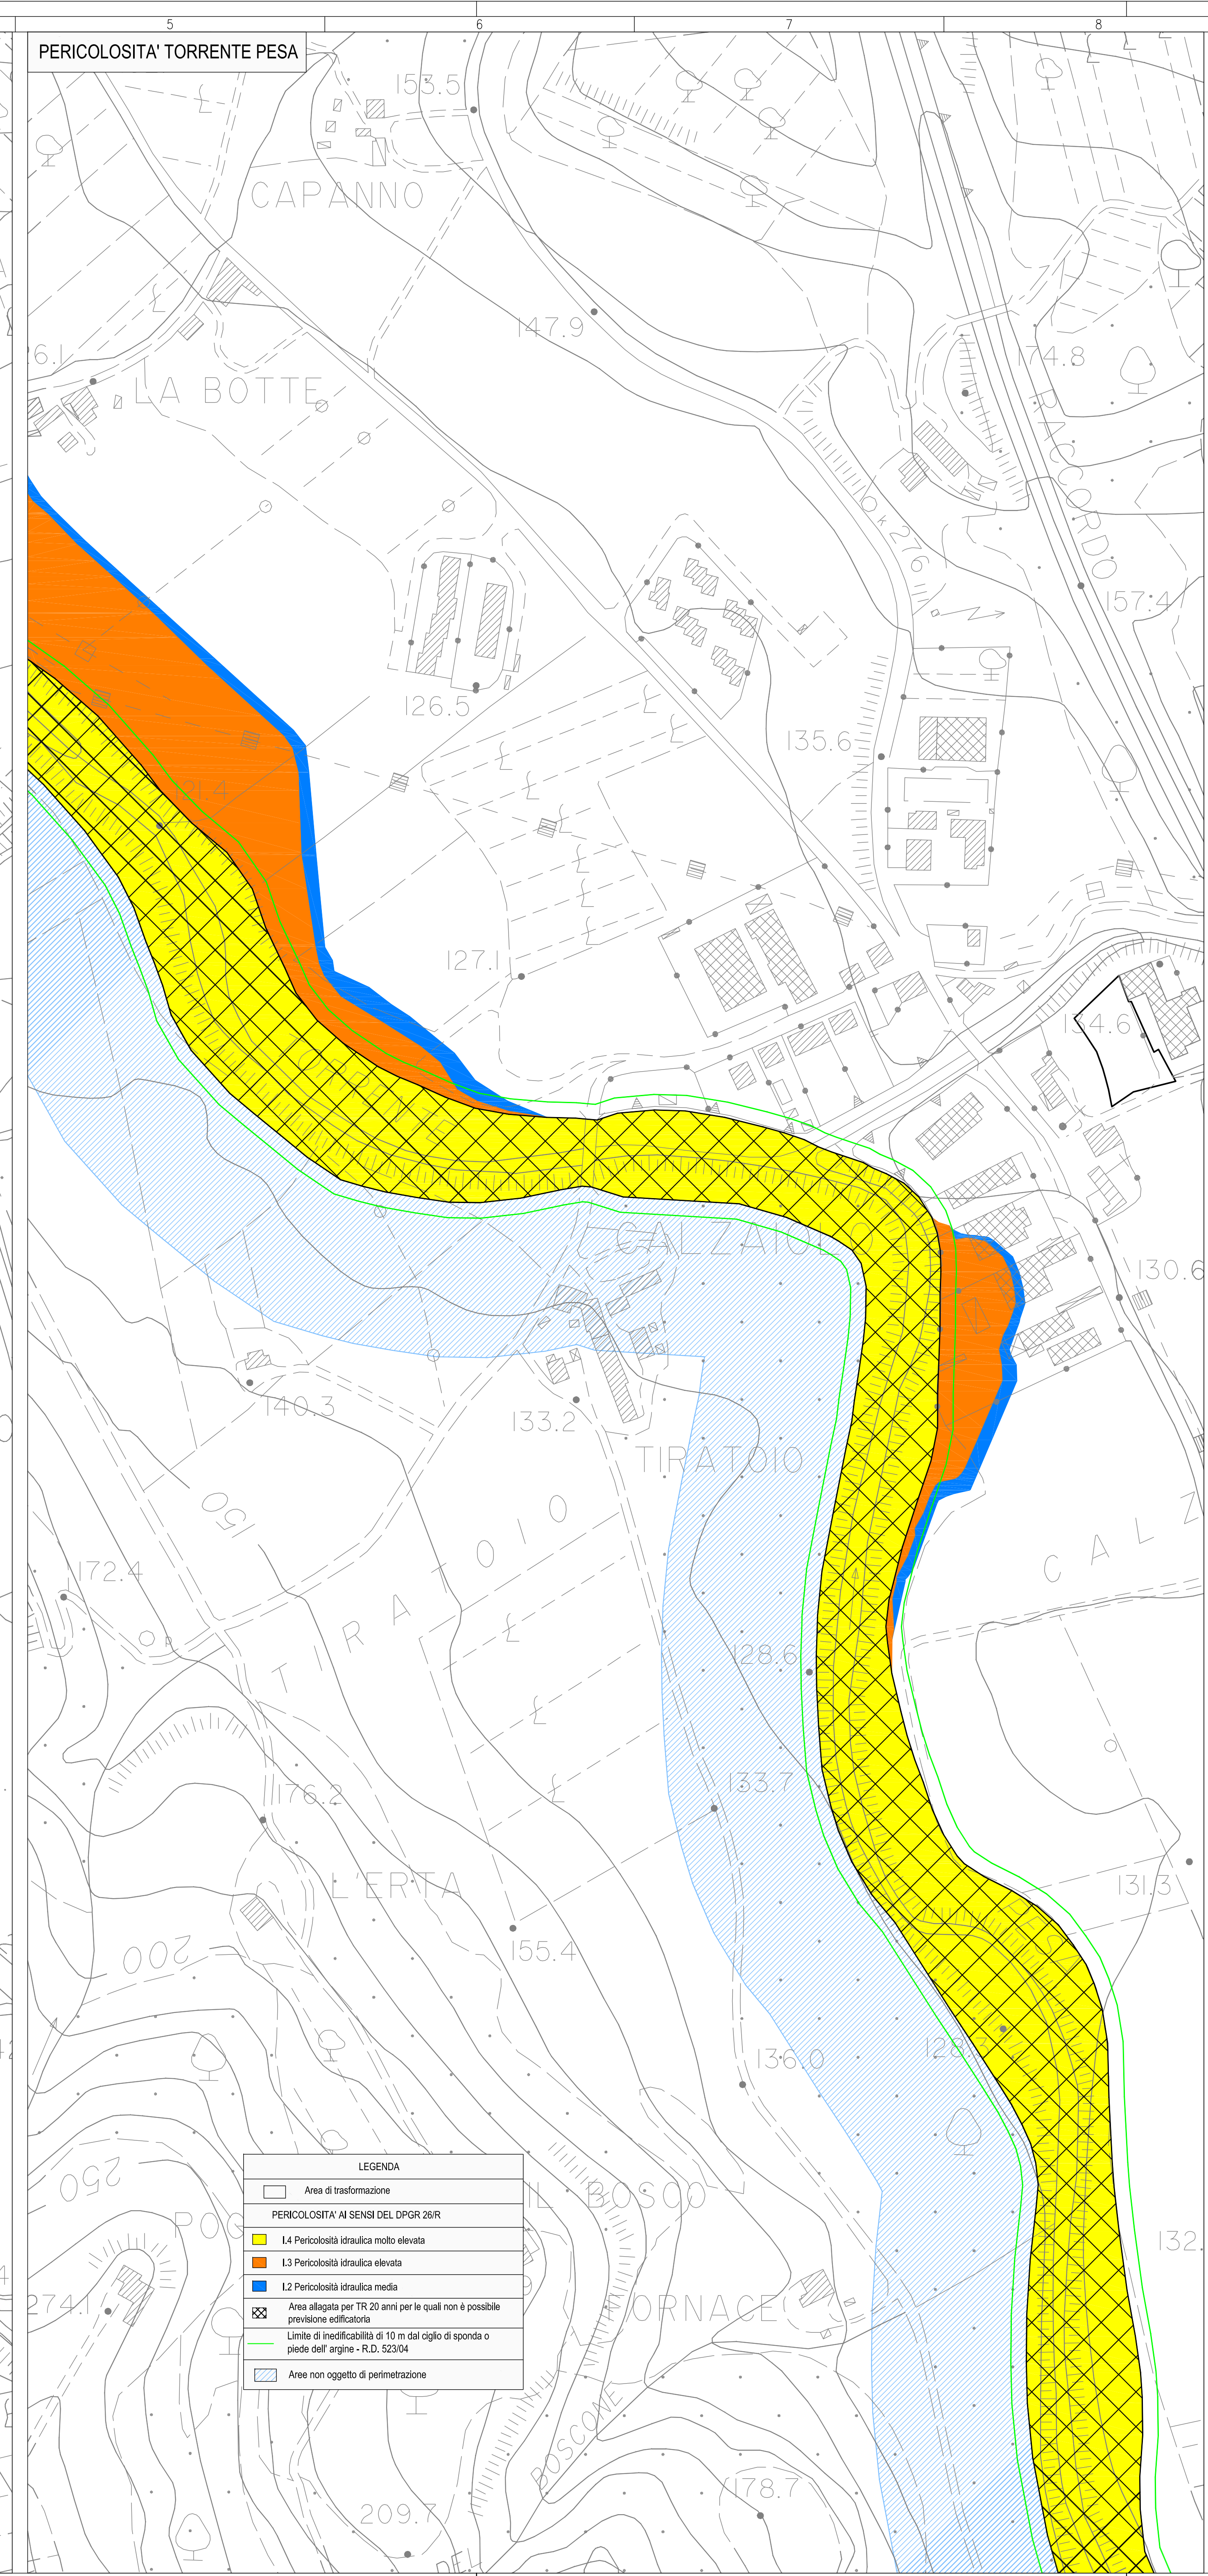 5 6 7 8
PERICOLOSITA' TORRENTE PESA
153.5
CAPANNO
147.9
174.8
LA BOTTE
RACCORDO
Ok276
157.4
126.5
135.6
121.4
127.1
134.6
CALZAIOLO
130.6
140.3
133.2
TIRATOIO
150
TIRATOIO
172.4
128.6
133.7
176.2
L'ERTA
131.3
200
155.4
136.0
128.3
250
IL BOSCO
132.
274.1
FORNACE
BOSCONE
178.7
209.7
DEL
LEGENDA
Area di trasformazione
PERICOLOSITA' AI SENSI DEL DPGR 26/R
I.4 Pericolosità idraulica molto elevata
I.3 Pericolosità idraulica elevata
I.2 Pericolosità idraulica media
Area allagata per TR 20 anni per le quali non è possibile
previsione edificatoria
Limite di inedificabilità di 10 m dal ciglio di sponda o
piede dell' argine - R.D. 523/04
Aree non oggetto di perimetrazione